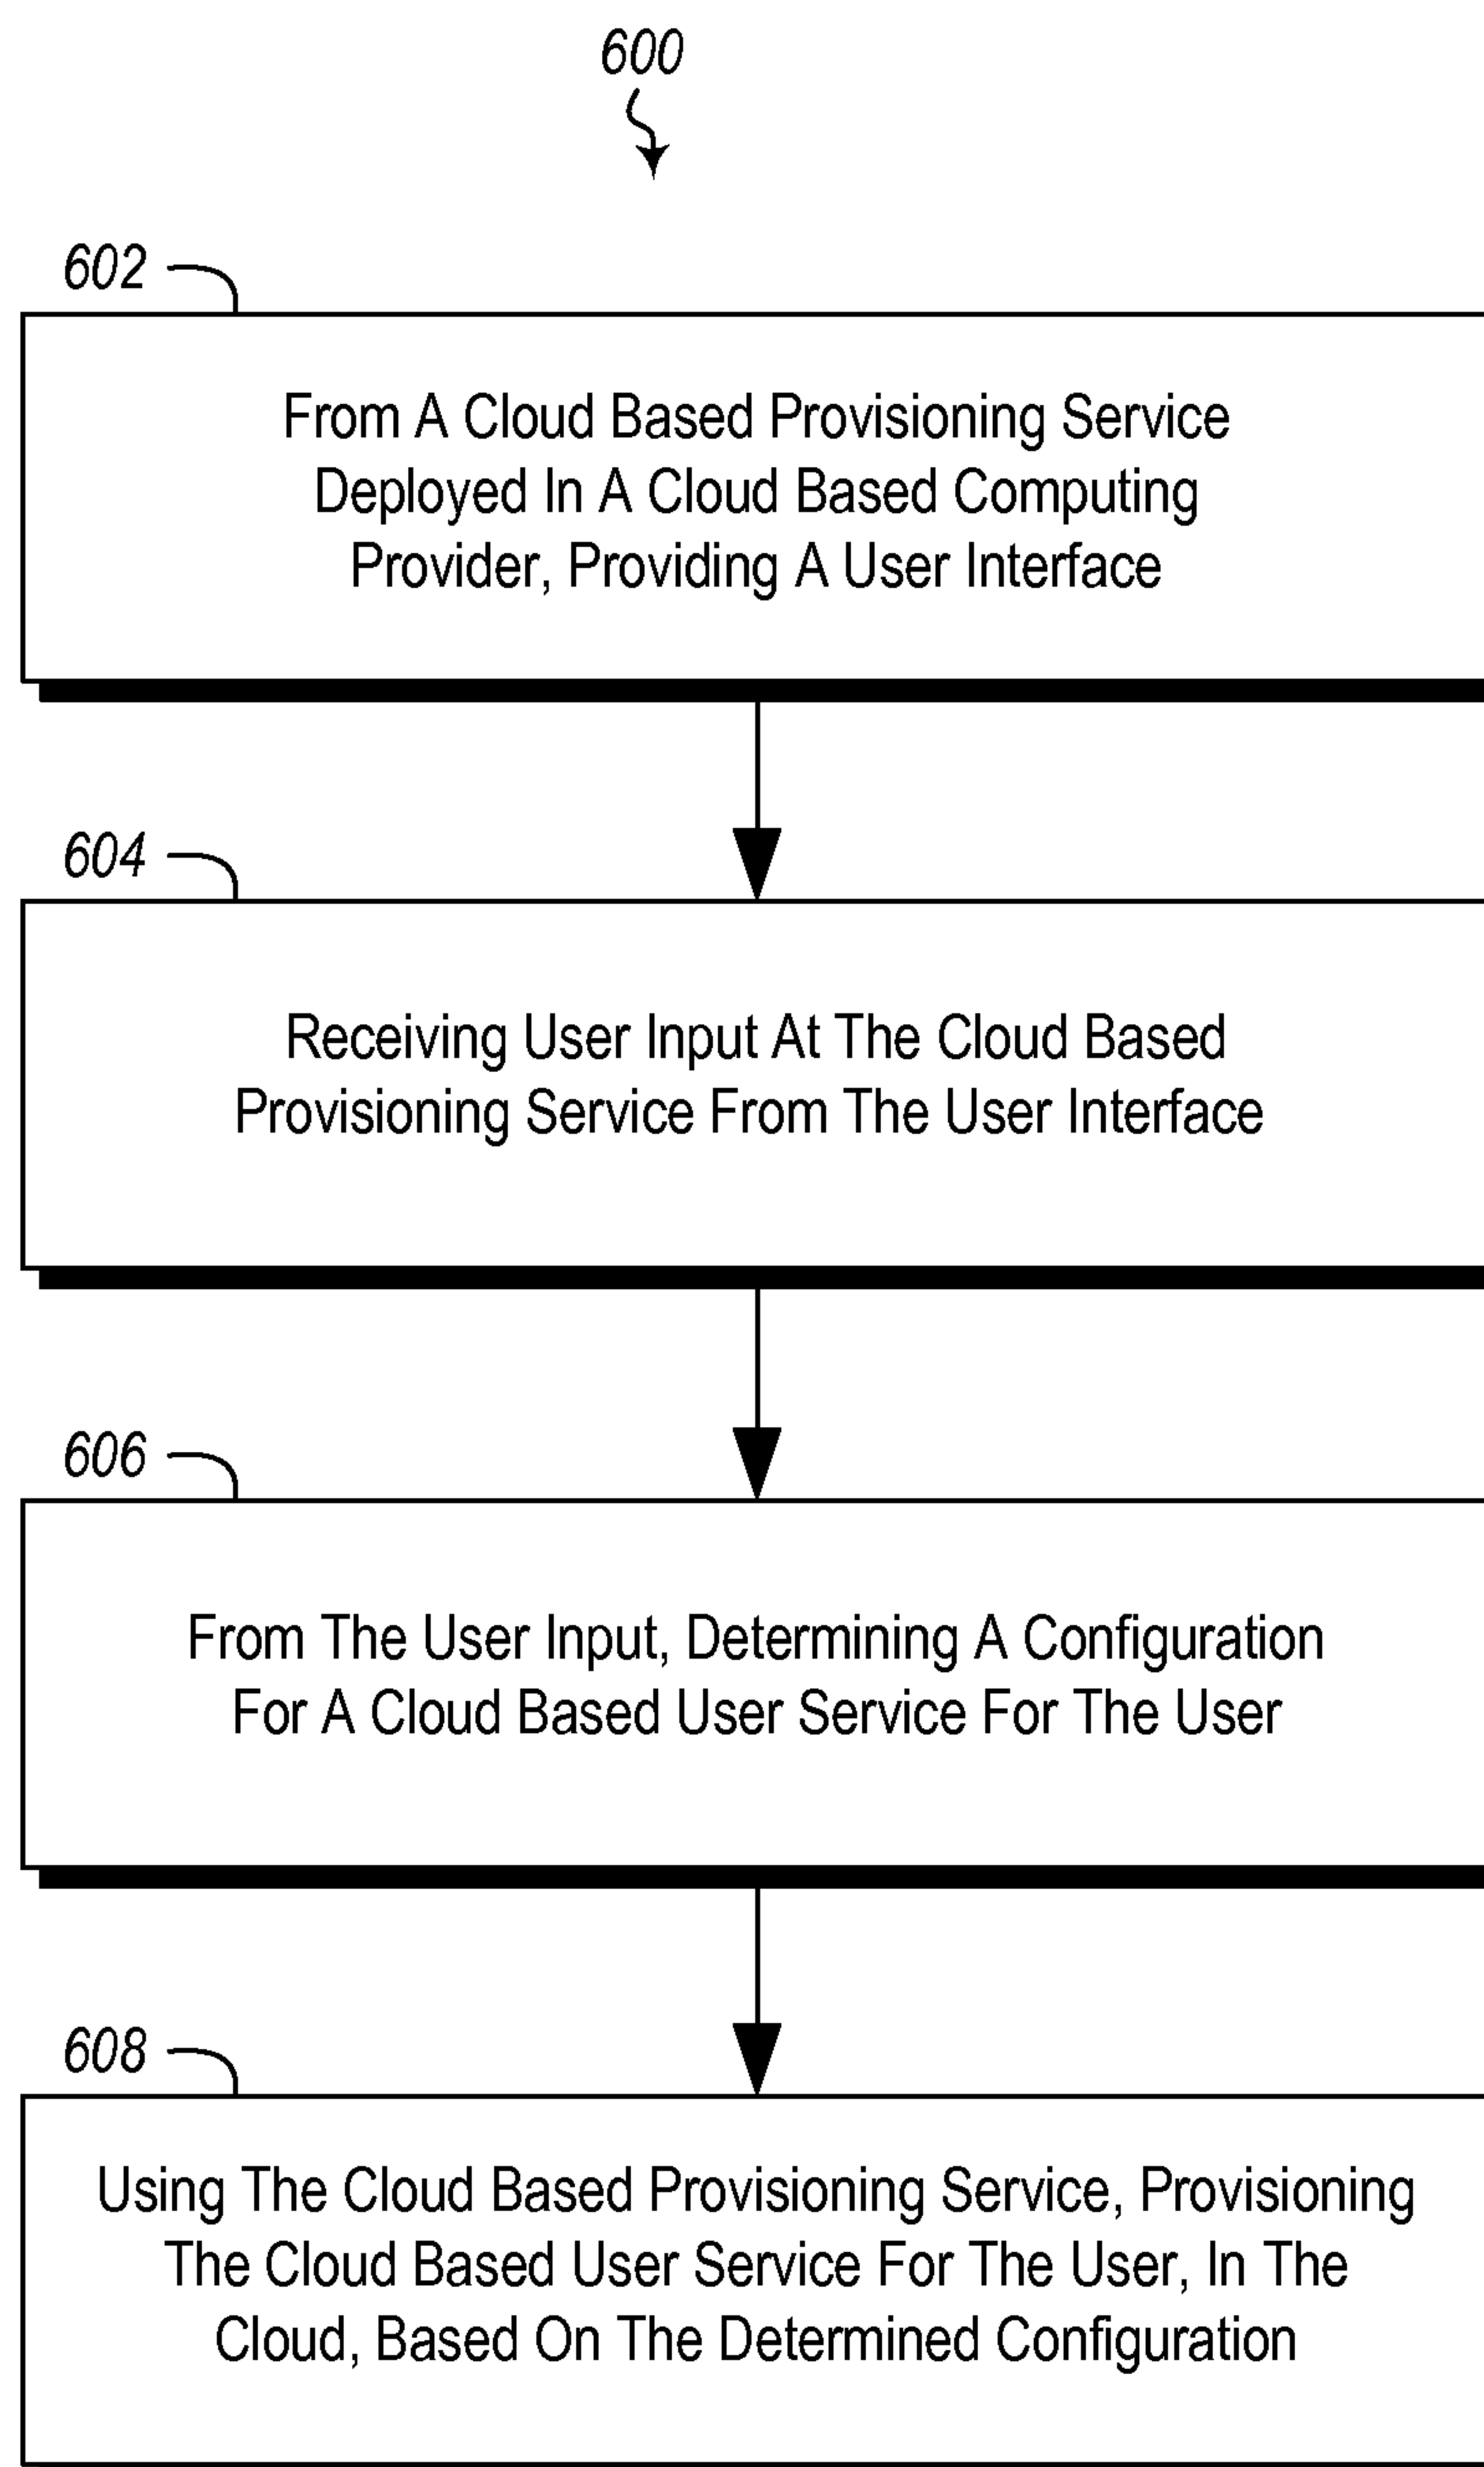 600
602
From A Cloud Based Provisioning Service
Deployed In A Cloud Based Computing
Provider, Providing A User Interface
604
Receiving User Input At The Cloud Based
Provisioning Service From The User Interface
606
From The User Input, Determining A Configuration
For A Cloud Based User Service For The User
608
Using The Cloud Based Provisioning Service, Provisioning
The Cloud Based User Service For The User, In The
Cloud, Based On The Determined Configuration